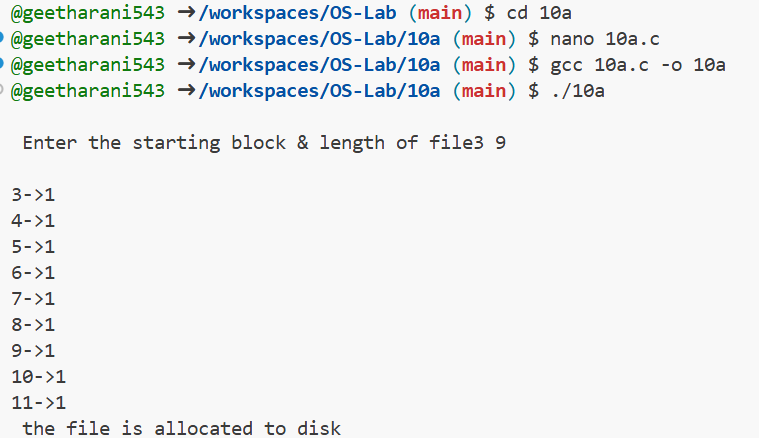 @geetharani543 →/workspaces/OS-Lab (main) $ cd 10a
@geetharani543 →/workspaces/OS-Lab/10a (main) $ nano 10a.c
@geetharani543 →/workspaces/OS-Lab/10a (main) $ gcc 10a.c -o 10a
@geetharani543 →/workspaces/OS-Lab/10a (main) $ ./10a
Enter the starting block & length of file3 9
3->1
4->1
5->1
6->1
7->1
8->1
9->1
10->1
11->1
the file is allocated to disk